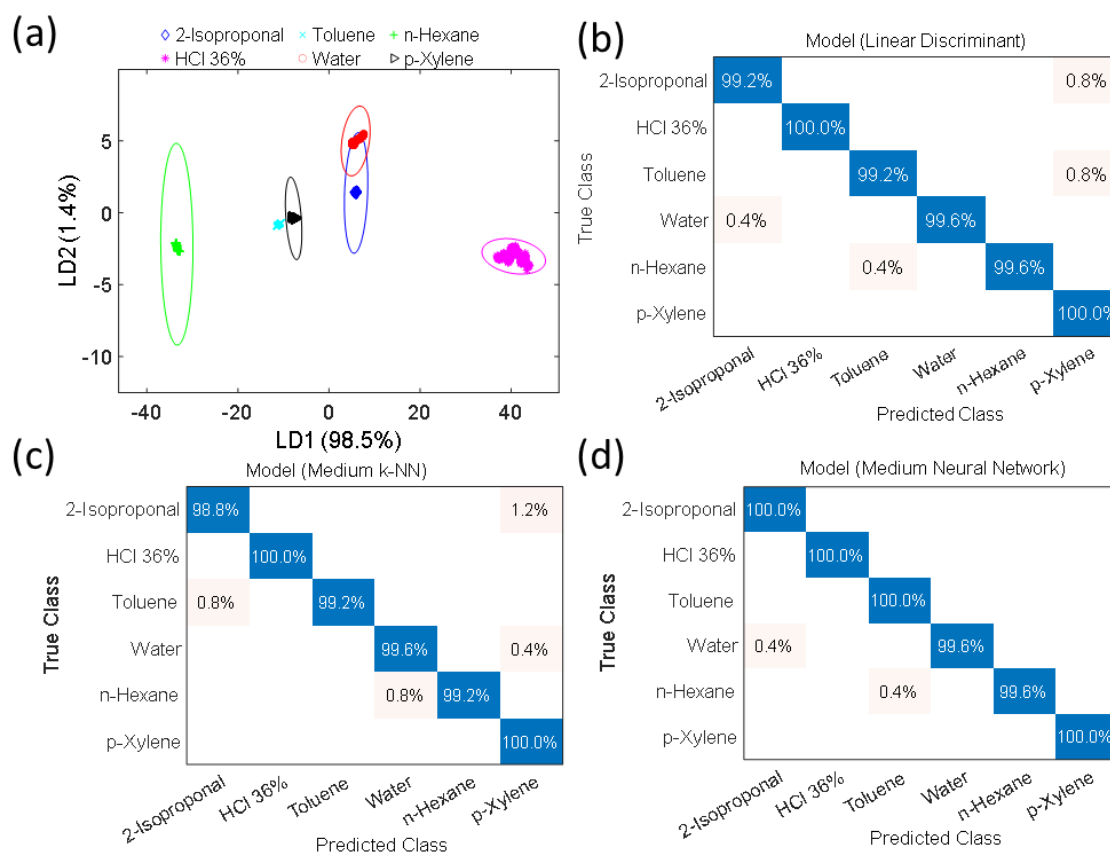 (a)
2-Isoproponal Toluene n-Hexane
HCl 36% Water p-Xylene
5
0
-5
-10
LD2 (1.4%)
-40 -20 0 20 40
LD1 (98.5%)
(b)
Model (Linear Discriminant)
True Class
2-Isoproponal 99.2% 0.8%
HCl 36% 100.0%
Toluene 99.2% 0.8%
Water 0.4% 99.6%
n-Hexane 0.4% 99.6%
p-Xylene 100.0%
2-Isoproponal HCl 36% Toluene Water n-Hexane p-Xylene
Predicted Class
(c)
Model (Medium k-NN)
True Class
2-Isoproponal 98.8% 1.2%
HCl 36% 100.0%
Toluene 0.8% 99.2%
Water 99.6% 0.4%
n-Hexane 0.8% 99.2%
p-Xylene 100.0%
2-Isoproponal HCl 36% Toluene Water n-Hexane p-Xylene
Predicted Class
(d)
Model (Medium Neural Network)
True Class
2-Isoproponal 100.0%
HCl 36% 100.0%
Toluene 100.0%
Water 0.4% 99.6%
n-Hexane 0.4% 99.6%
p-Xylene 100.0%
2-Isoproponal HCl 36% Toluene Water n-Hexane p-Xylene
Predicted Class